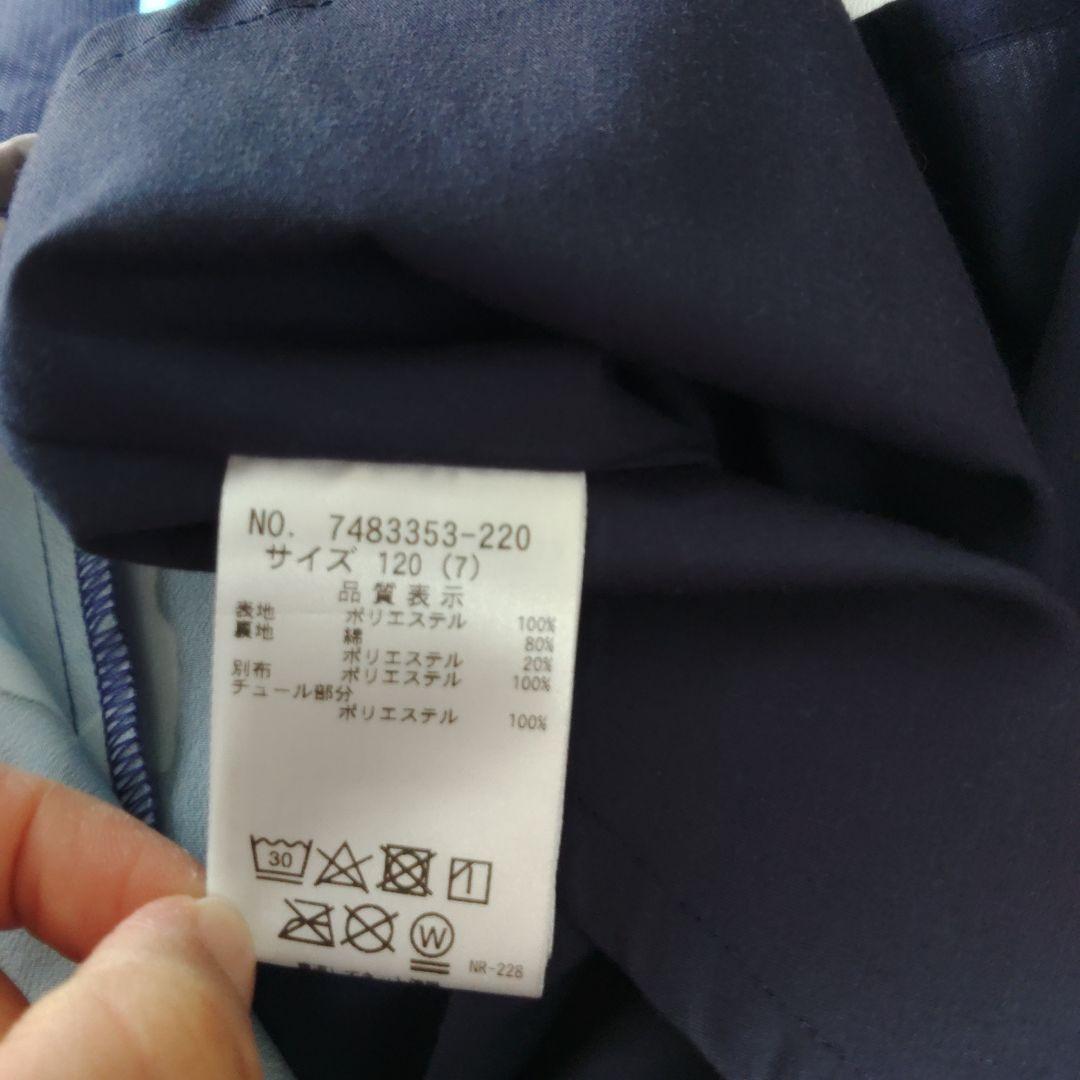 NO. 7483353-220
サイズ 120 (7)
品質表示
表地 ポリエステル 100%
裏地 綿 80%
ポリエステル 20%
別布 ポリエステル 100%
チュール部分
ポリエステル 100%
30
W
NR-228